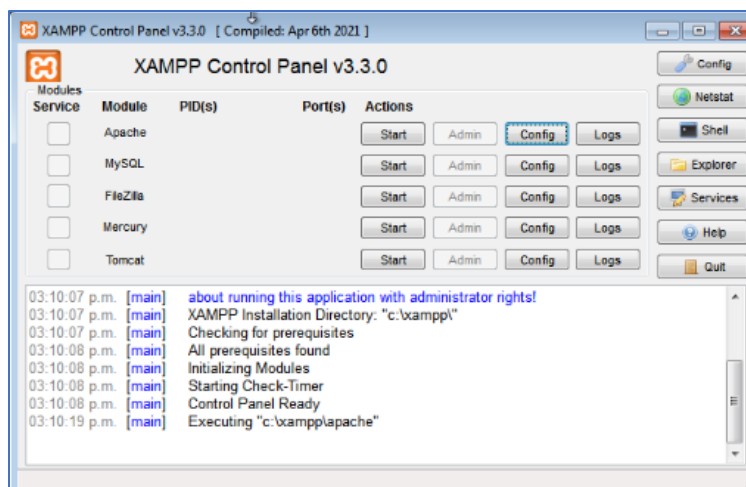 XAMPP Control Panel v3.3.0 [ Compiled: Apr 6th 2021 ]
XAMPP Control Panel v3.3.0
Config
Modules
Service Module PID(s) Port(s) Actions
Netstat
Apache Start Admin Config Logs
Shell
MySQL Start Admin Config Logs
Explorer
FileZilla Start Admin Config Logs
Services
Mercury Start Admin Config Logs
Help
Tomcat Start Admin Config Logs
Quit
03:10:07 p.m. [main] about running this application with administrator rights!
03:10:07 p.m. [main] XAMPP Installation Directory: "c:\xampp\"
03:10:07 p.m. [main] Checking for prerequisites
03:10:08 p.m. [main] All prerequisites found
03:10:08 p.m. [main] Initializing Modules
03:10:08 p.m. [main] Starting Check-Timer
03:10:08 p.m. [main] Control Panel Ready
03:10:19 p.m. [main] Executing "c:\xampp\apache"